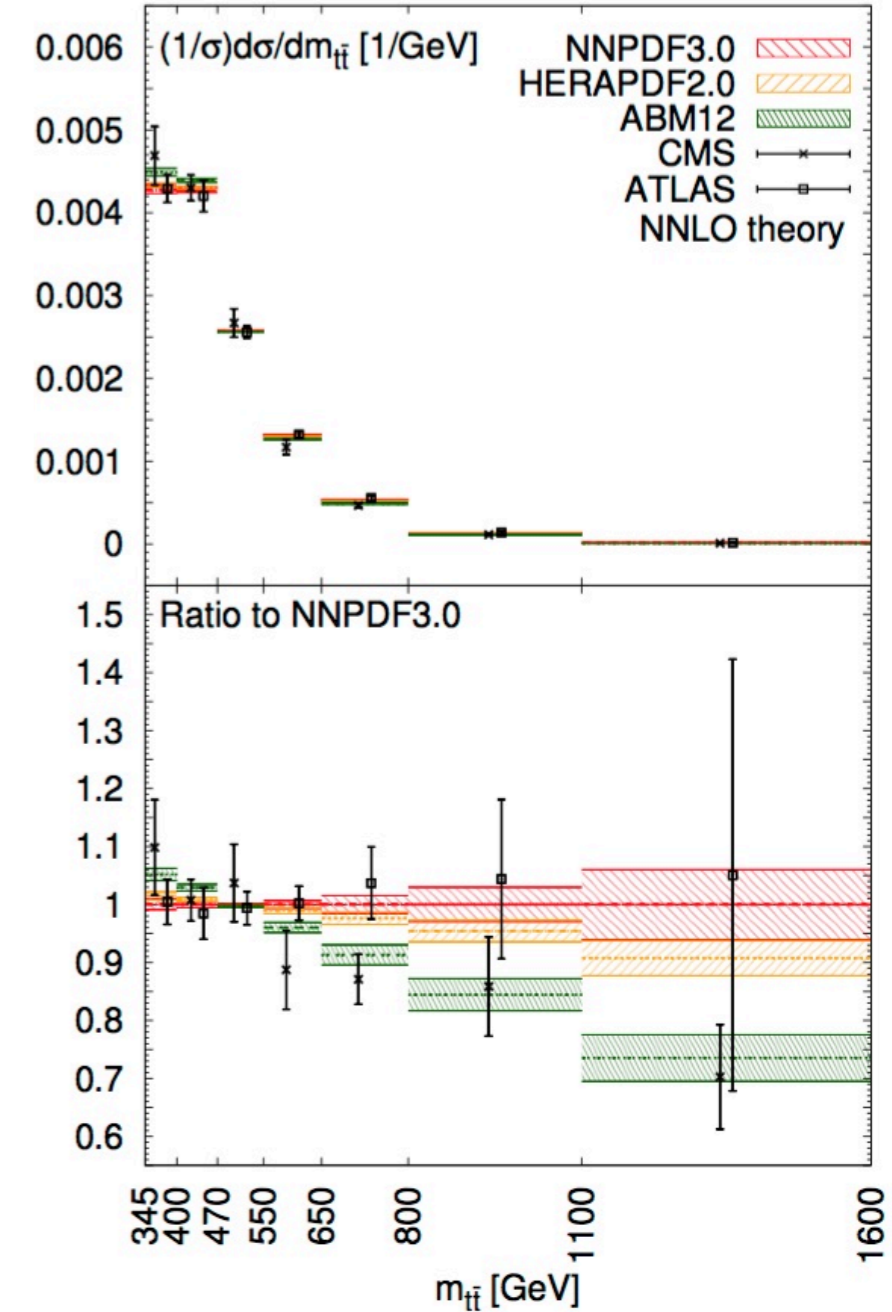 (1/σ)dσ/dm_tt̄ [1/GeV]
NNPDF3.0
HERAPDF2.0
ABM12
CMS
ATLAS
NNLO theory
0.006
0.005
0.004
0.003
0.002
0.001
0
Ratio to NNPDF3.0
1.5
1.4
1.3
1.2
1.1
1
0.9
0.8
0.7
0.6
345
400
470
550
650
800
1100
1600
m_tt̄ [GeV]